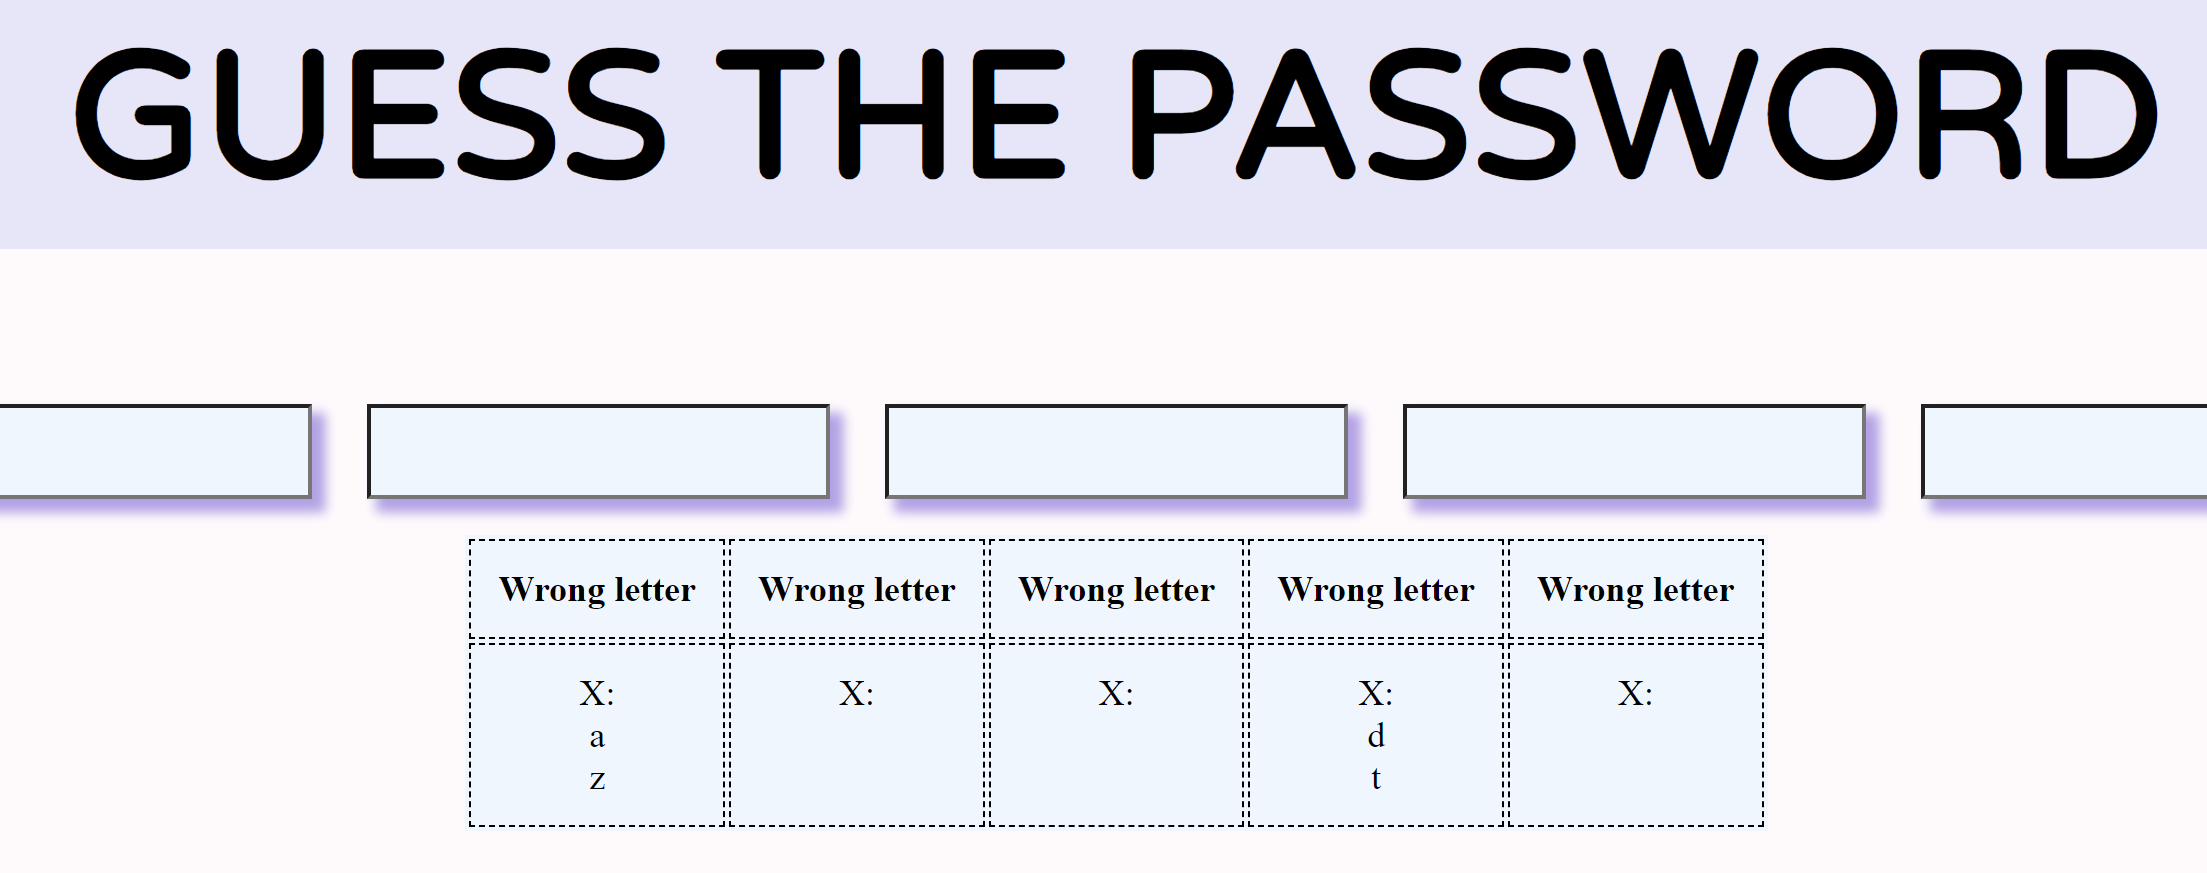 GUESS THE PASSWORD
Wrong letter Wrong letter Wrong letter Wrong letter Wrong letter
X: X: X: X: X:
a d
z t